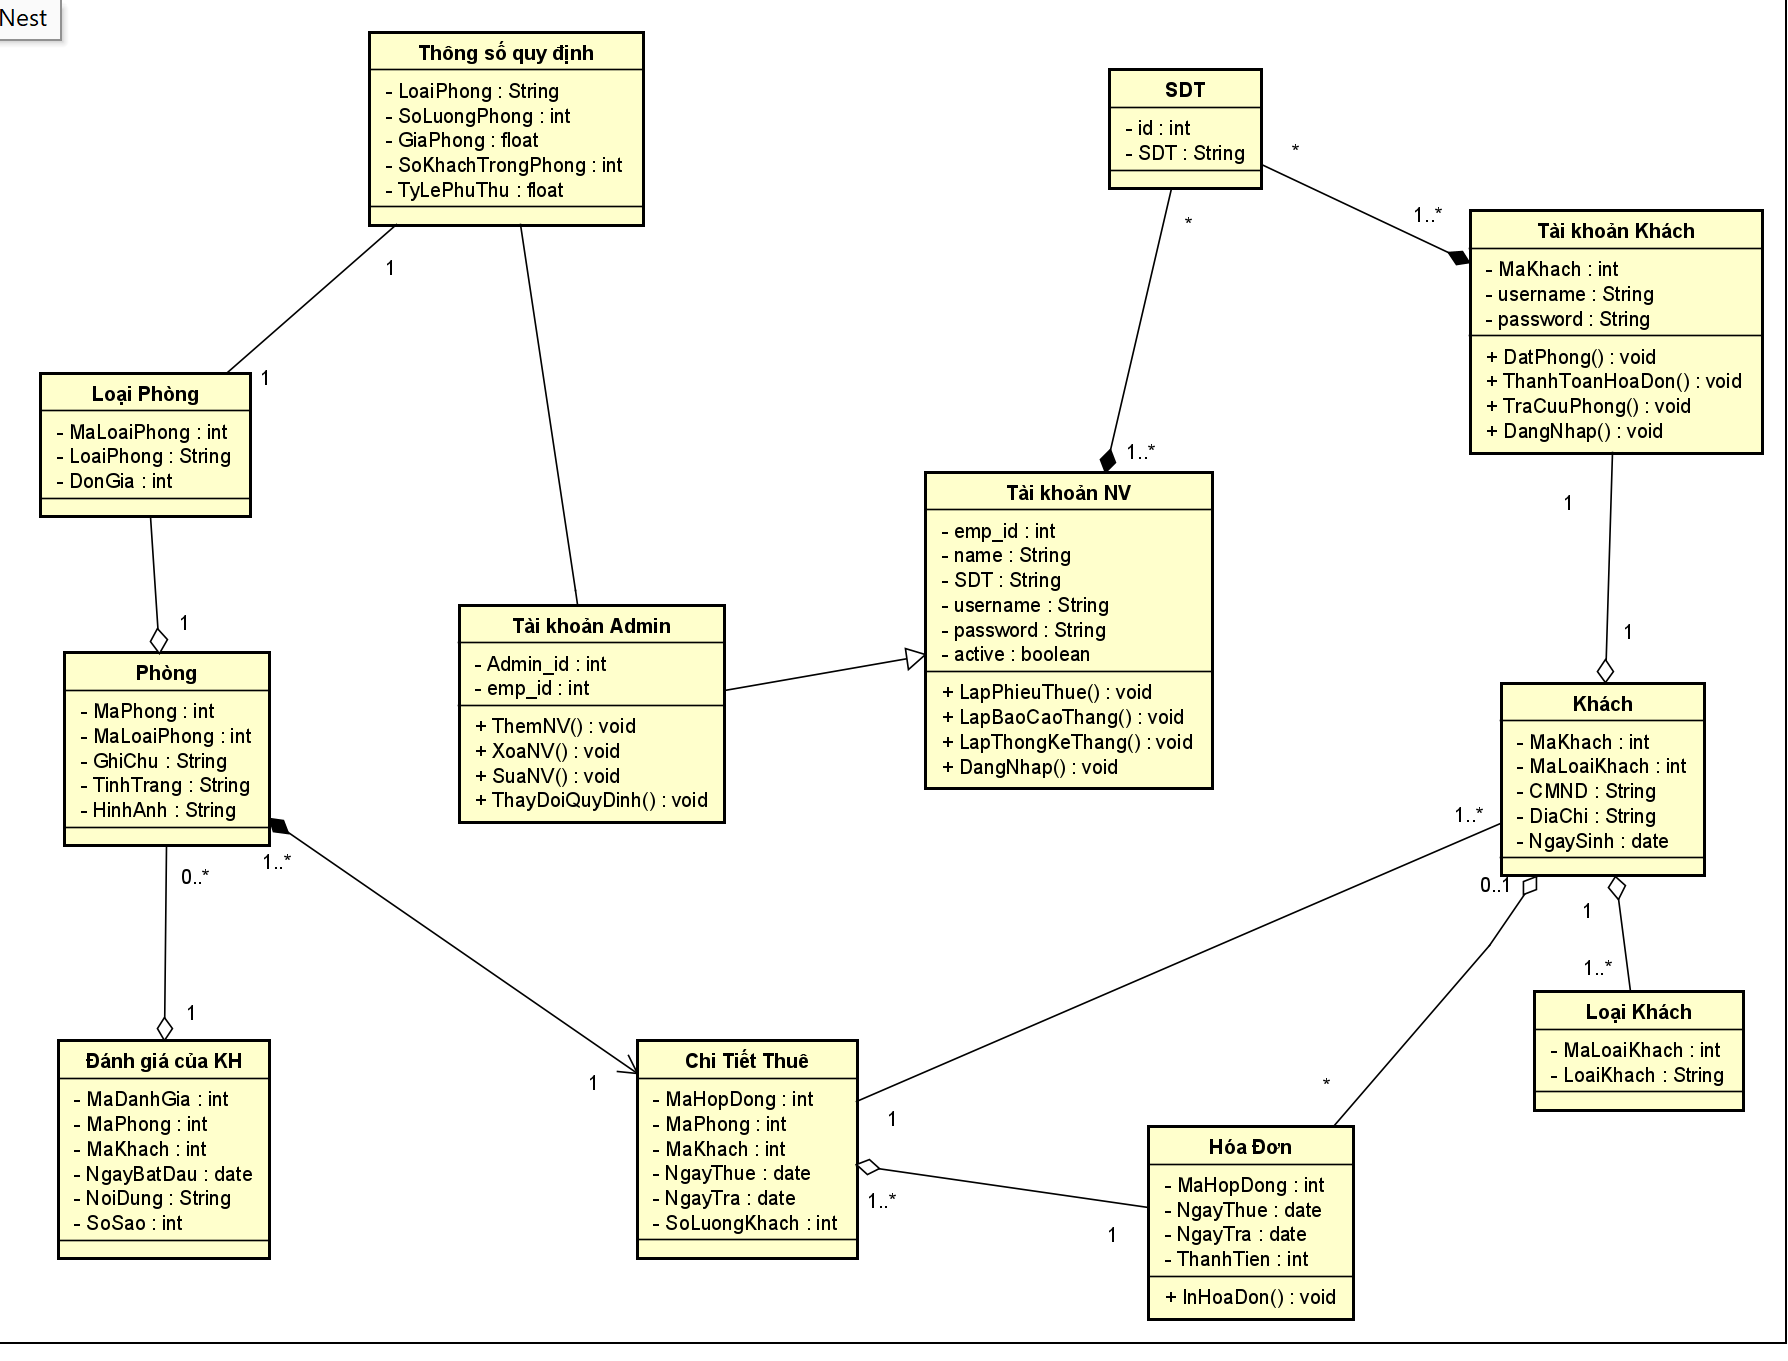 Nest
Thông số quy định
- LoaiPhong : String
- SoLuongPhong : int
- GiaPhong : float
- SoKhachTrongPhong : int
- TyLePhuThu : float
1
1
SDT
- id : int
- SDT : String
*
*
1..*
1..*
Tài khoản Khách
- MaKhach : int
- username : String
- password : String
+ DatPhong() : void
+ ThanhToanHoaDon() : void
+ TraCuuPhong() : void
+ DangNhap() : void
1
1
Loại Phòng
- MaLoaiPhong : int
- LoaiPhong : String
- DonGia : int
1
Tài khoản NV
- emp_id : int
- name : String
- SDT : String
- username : String
- password : String
- active : boolean
+ LapPhieuThue() : void
+ LapBaoCaoThang() : void
+ LapThongKeThang() : void
+ DangNhap() : void
Tài khoản Admin
- Admin_id : int
- emp_id : int
+ ThemNV() : void
+ XoaNV() : void
+ SuaNV() : void
+ ThayDoiQuyDinh() : void
Phòng
- MaPhong : int
- MaLoaiPhong : int
- GhiChu : String
- TinhTrang : String
- HinhAnh : String
1..*
0..*
1
1
Khách
- MaKhach : int
- MaLoaiKhach : int
- CMND : String
- DiaChi : String
- NgaySinh : date
1..*
0..1
1
1..*
*
1
Loại Khách
- MaLoaiKhach : int
- LoaiKhach : String
Đánh giá của KH
- MaDanhGia : int
- MaPhong : int
- MaKhach : int
- NgayBatDau : date
- NoiDung : String
- SoSao : int
Chi Tiết Thuê
- MaHopDong : int
- MaPhong : int
- MaKhach : int
- NgayThue : date
- NgayTra : date
- SoLuongKhach : int
1..*
1
Hóa Đơn
- MaHopDong : int
- NgayThue : date
- NgayTra : date
- ThanhTien : int
+ InHoaDon() : void